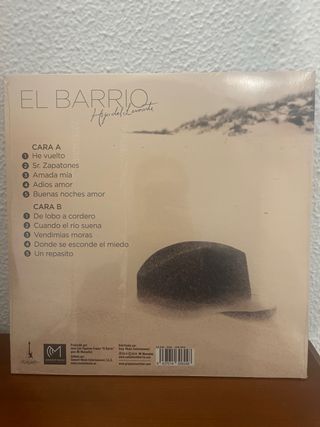 EL BARRIO
Hijo del Levante
CARA A
1 He vuelto
2 Sr. Zapatones
3 Amada mía
4 Adios amor
5 Buenas noches amor
CARA B
1 De lobo a cordero
2 Cuando el río suena
3 Vendimias moras
4 Donde se esconde el miedo
5 Un repasito